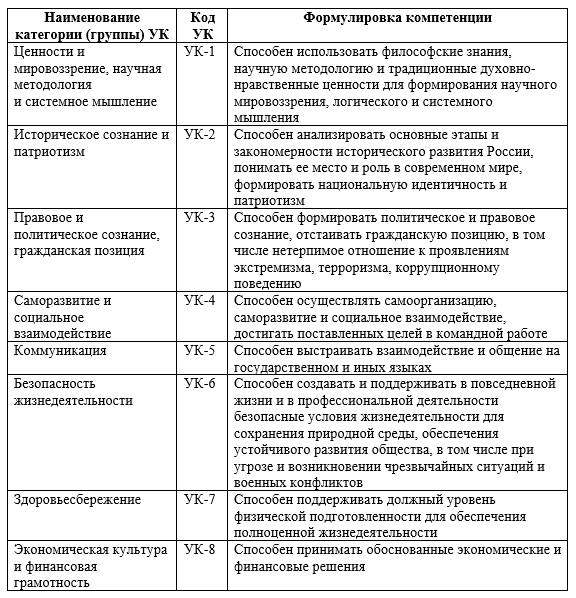 Наименование категории (группы) УК
Код УК
Формулировка компетенции
Ценности и
мировоззрение, научная
методология
и системное мышление
УК-1
Способен использовать философские знания,
научную методологию и традиционные духовно-
нравственные ценности для формирования научного
мировоззрения, логического и системного
мышления
Историческое сознание и
патриотизм
УК-2
Способен анализировать основные этапы и
закономерности исторического развития России,
понимать ее место и роль в современном мире,
формировать национальную идентичность и
патриотизм
Правовое и
политическое сознание,
гражданская позиция
УК-3
Способен формировать политическое и правовое
сознание, отстаивать гражданскую позицию, в том
числе нетерпимое отношение к проявлениям
экстремизма, терроризма, коррупционному
поведению
Саморазвитие и
социальное
взаимодействие
УК-4
Способен осуществлять самоорганизацию,
саморазвитие и социальное взаимодействие,
достигать поставленных целей в командной работе
Коммуникация
УК-5
Способен выстраивать взаимодействие и общение на
государственном и иных языках
Безопасность
жизнедеятельности
УК-6
Способен создавать и поддерживать в повседневной
жизни и в профессиональной деятельности
безопасные условия жизнедеятельности для
сохранения природной среды, обеспечения
устойчивого развития общества, в том числе при
угрозе и возникновении чрезвычайных ситуаций и
военных конфликтов
Здоровьесбережение
УК-7
Способен поддерживать должный уровень
физической подготовленности для обеспечения
полноценной жизнедеятельности
Экономическая культура
и финансовая
грамотность
УК-8
Способен принимать обоснованные экономические и
финансовые решения